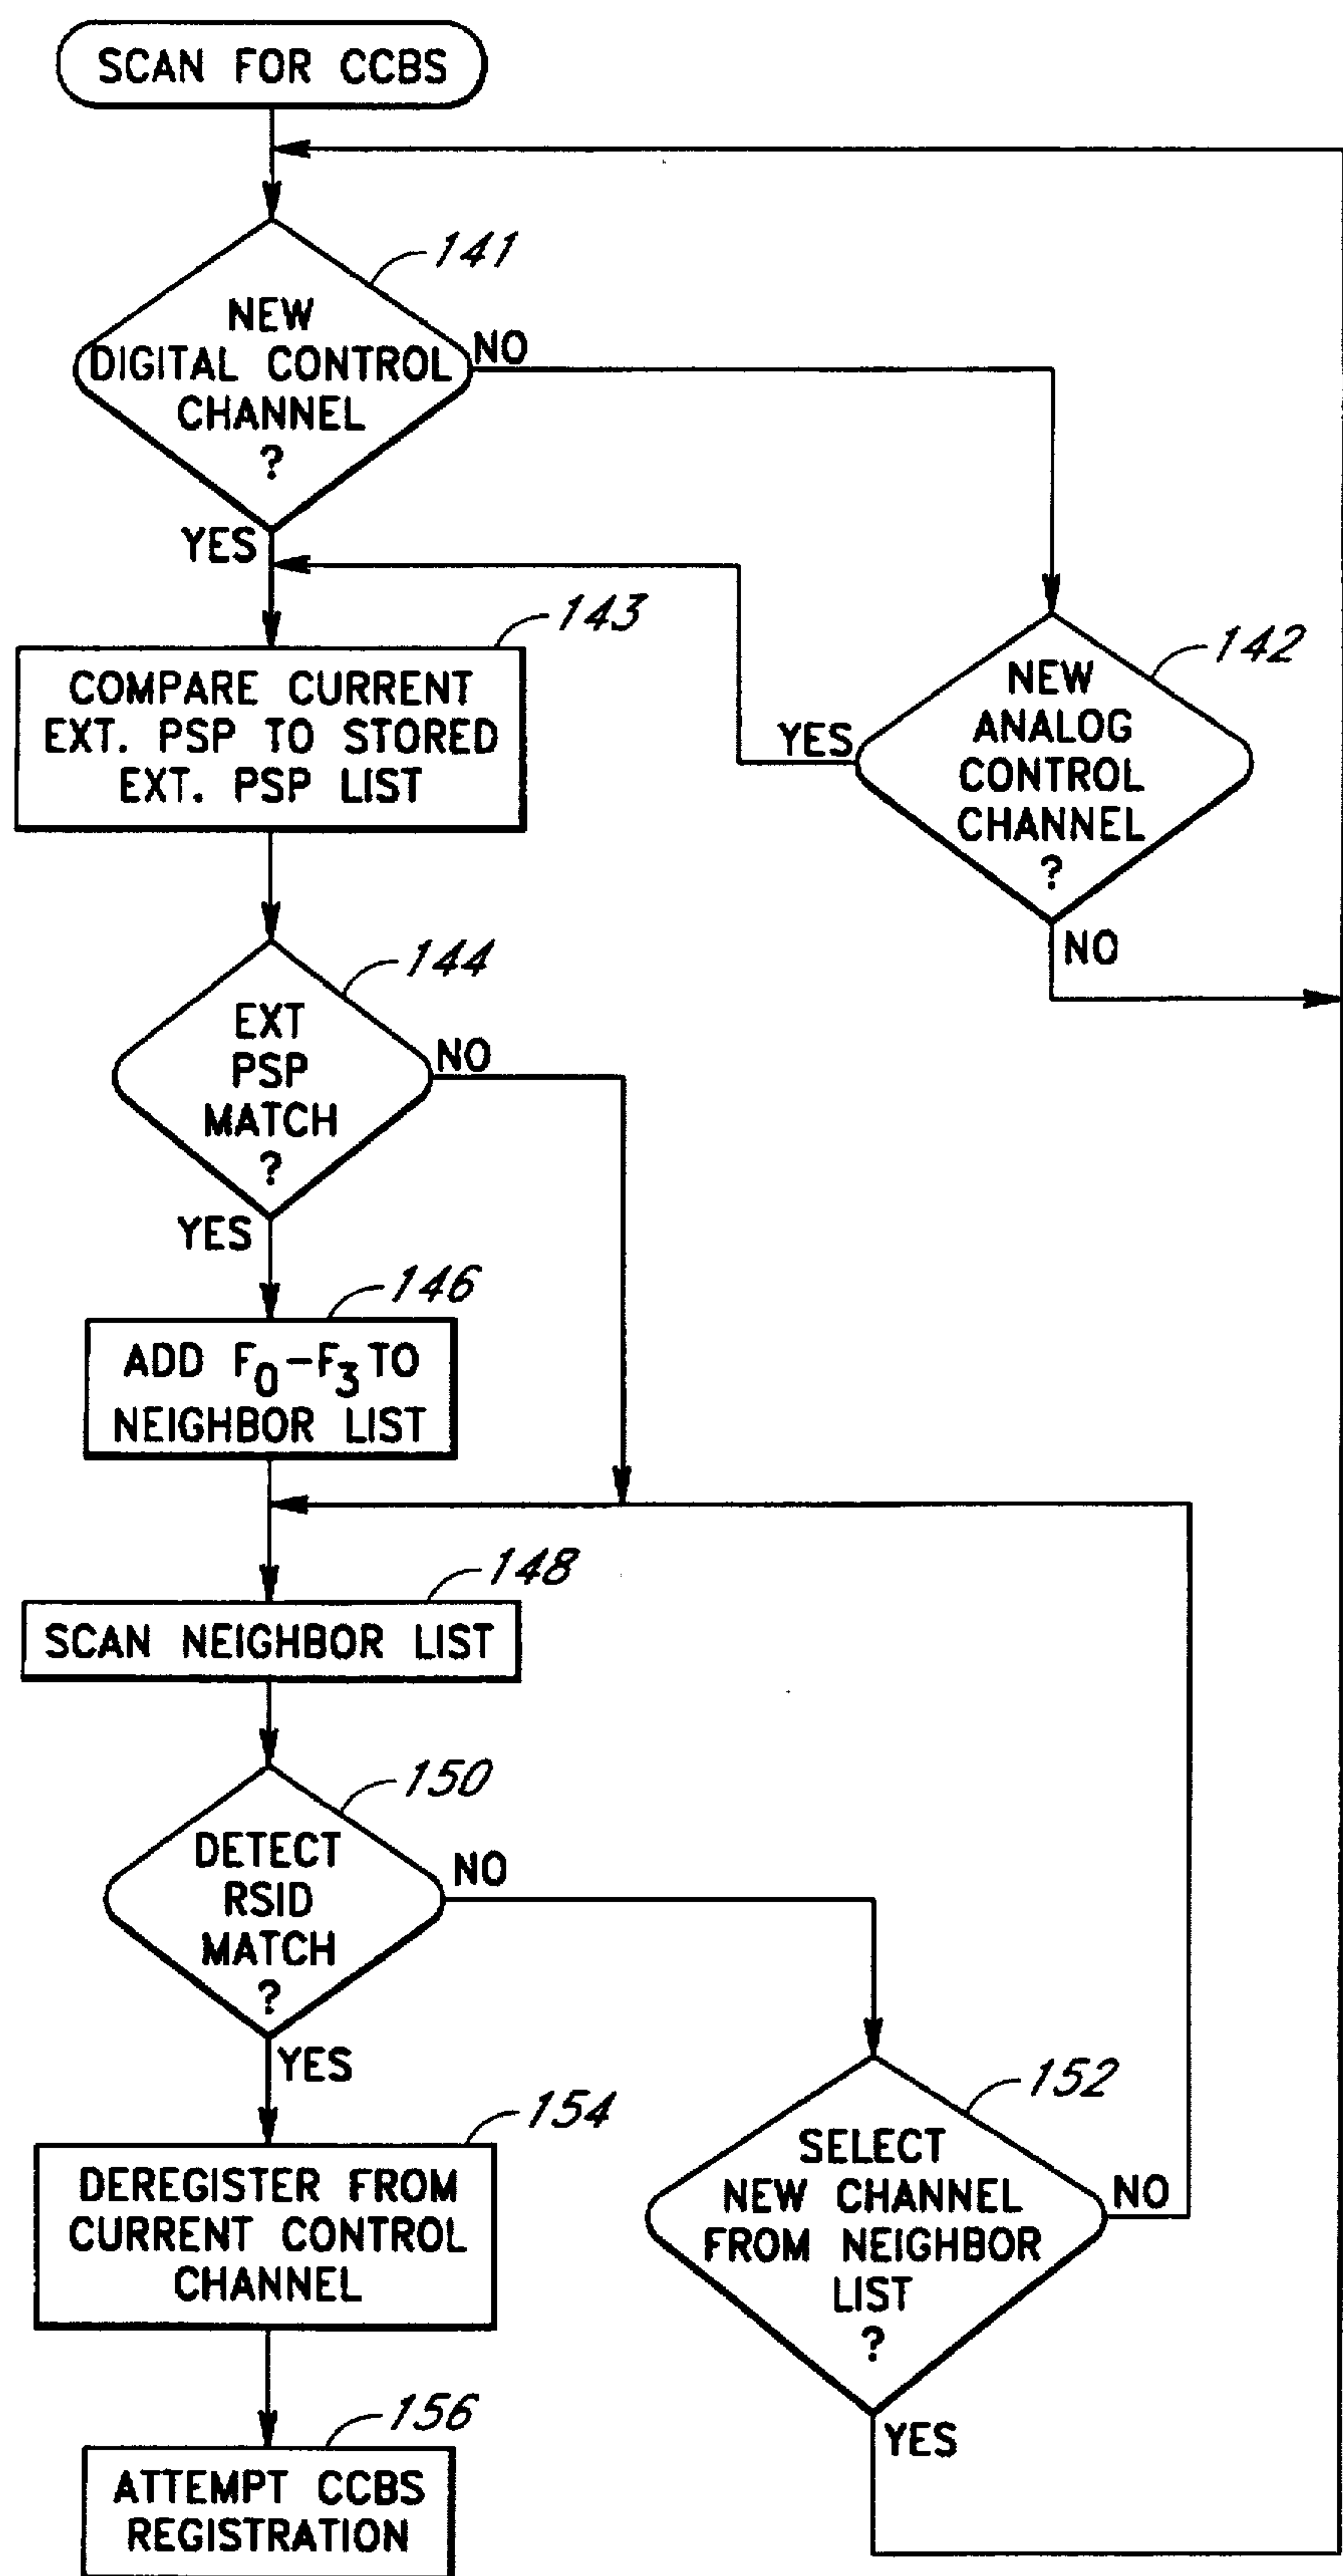 SCAN FOR CCBS
141
NEW
DIGITAL CONTROL
CHANNEL
?
NO
YES
143
COMPARE CURRENT
EXT. PSP TO STORED
EXT. PSP LIST
142
NEW
ANALOG
CONTROL
CHANNEL
?
YES
NO
144
EXT
PSP
MATCH
?
NO
YES
146
ADD F0-F3 TO
NEIGHBOR LIST
148
SCAN NEIGHBOR LIST
150
DETECT
RSID
MATCH
?
NO
YES
152
SELECT
NEW CHANNEL
FROM NEIGHBOR
LIST
?
NO
YES
154
DEREGISTER FROM
CURRENT CONTROL
CHANNEL
156
ATTEMPT CCBS
REGISTRATION